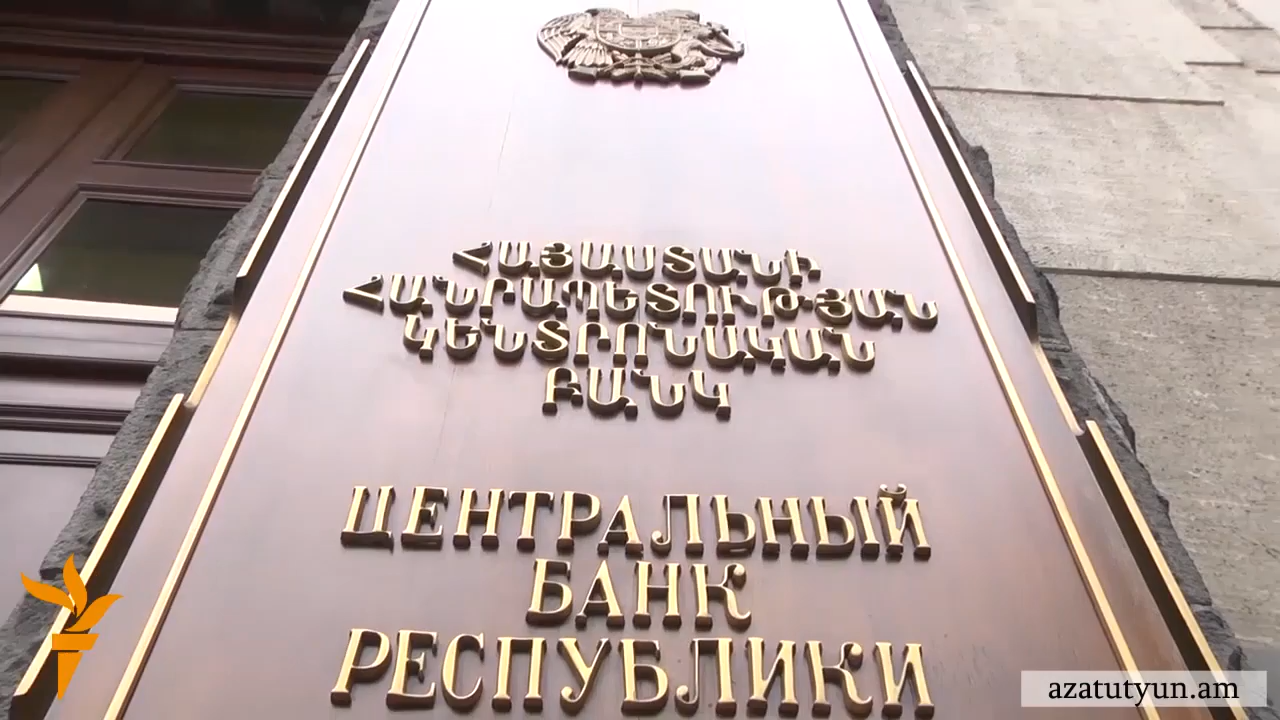 ՀԱՅԱՍՏԱՆԻ
ՀԱՆՐԱՊԵՏՈՒԹՅԱՆ
ԿԵՆՏՐՈՆԱԿԱՆ
ԲԱՆԿ
ЦЕНТРАЛЬНЫЙ
БАНК
РЕСПУБЛИКИ
azatutyun.am